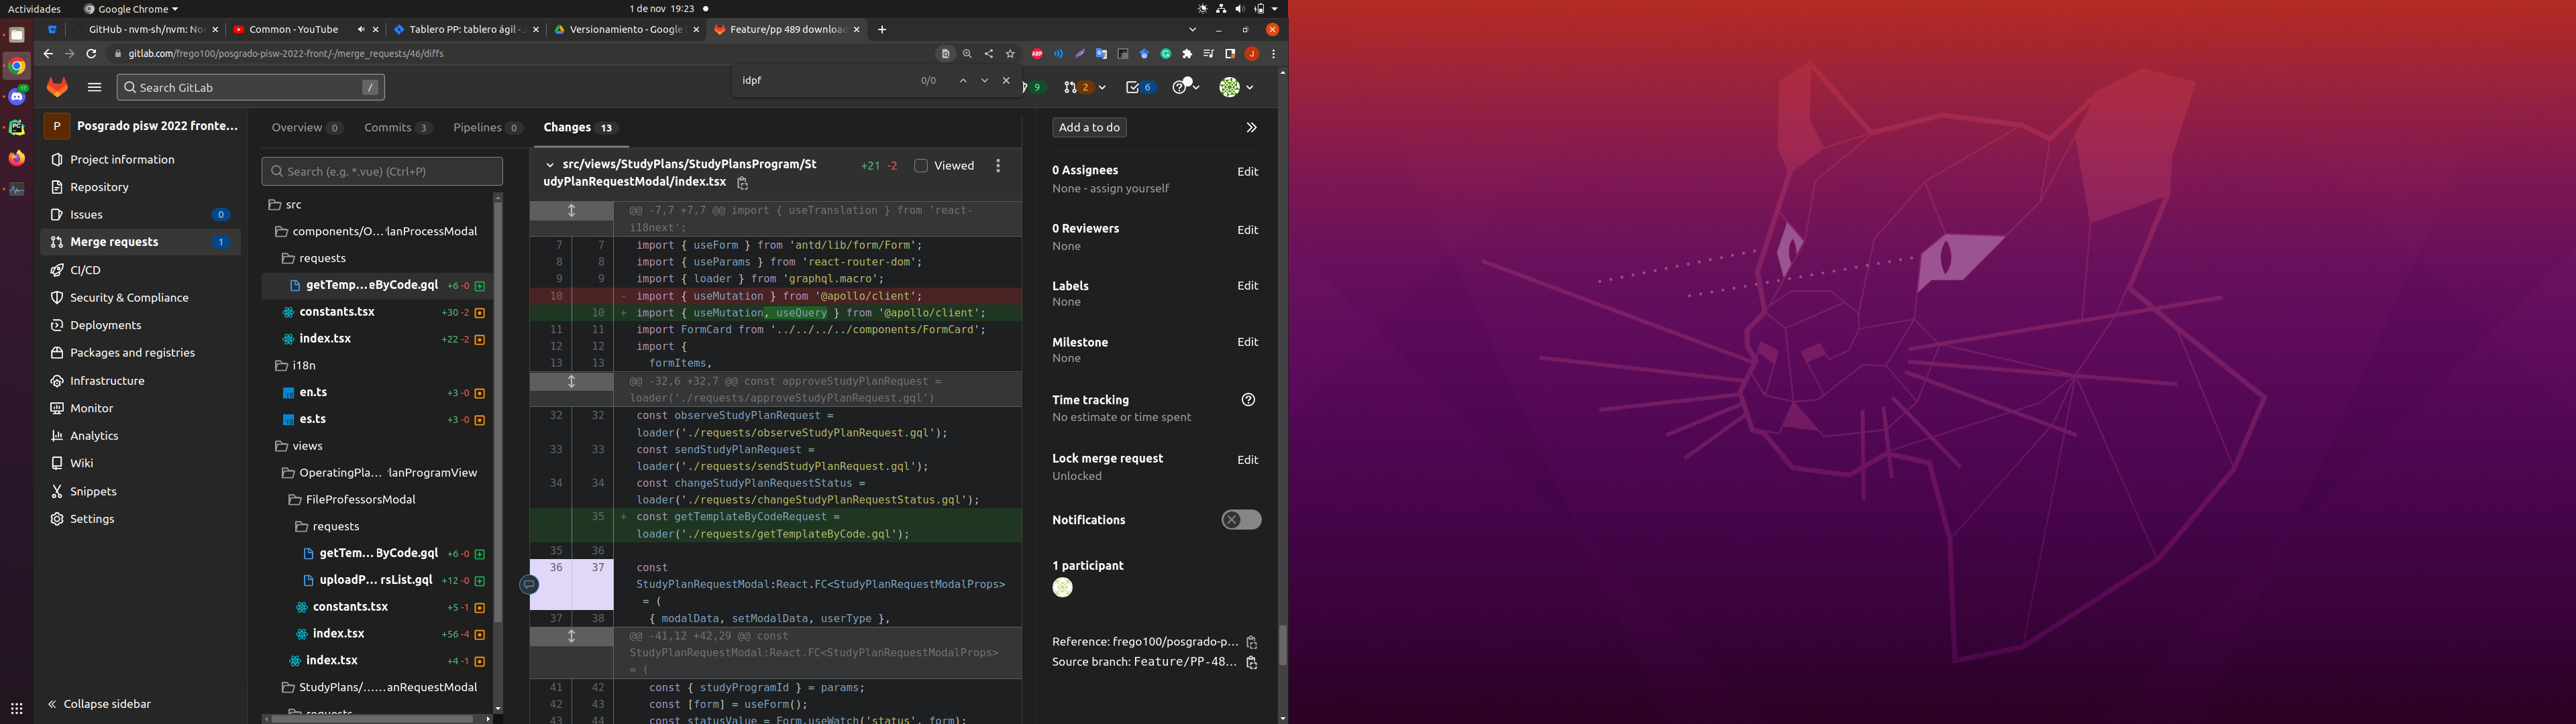 Actividades
Google Chrome
1 de nov 19:23
GitHub - nvm-sh/nvm: Noc
Common - YouTube
Tablero PP: tablero ágil - J
Versionamiento - Google
Feature/pp 489 download
gitlab.com/frego100/posgrado-pisw-2022-front/-/merge_requests/46/diffs
idpf
0/0
Search GitLab
/
9
2
6
P
Posgrado pisw 2022 fronte...
Project information
Repository
Issues 0
Merge requests 1
CI/CD
Security & Compliance
Deployments
Packages and registries
Infrastructure
Monitor
Analytics
Wiki
Snippets
Settings
Collapse sidebar
Overview 0
Commits 3
Pipelines 0
Changes 13
Search (e.g. *.vue) (Ctrl+P)
src
components/O...'lanProcessModal
requests
getTemp...eByCode.gql +6 -0
constants.tsx +30 -2
index.tsx +22 -2
i18n
en.ts +3 -0
es.ts +3 -0
views
OperatingPla...'lanProgramView
FileProfessorsModal
requests
getTem...ByCode.gql +6 -0
uploadP...rsList.gql +12 -0
constants.tsx +5 -1
index.tsx +56 -4
index.tsx +4 -1
StudyPlans/......anRequestModal
requests
src/views/StudyPlans/StudyPlansProgram/St
udyPlanRequestModal/index.tsx
+21 -2
Viewed
@@ -7,7 +7,7 @@ import { useTranslation } from 'react-
i18next';
7 7 import { useForm } from 'antd/lib/form/Form';
8 8 import { useParams } from 'react-router-dom';
9 9 import { loader } from 'graphql.macro';
10 - import { useMutation } from '@apollo/client';
10 + import { useMutation, useQuery } from '@apollo/client';
11 11 import FormCard from '../../../../components/FormCard';
12 12 import {
13 13 formItems,
@@ -32,6 +32,7 @@ const approveStudyPlanRequest =
loader('./requests/approveStudyPlanRequest.gql')
32 32 const observeStudyPlanRequest =
loader('./requests/observeStudyPlanRequest.gql');
33 33 const sendStudyPlanRequest =
loader('./requests/sendStudyPlanRequest.gql');
34 34 const changeStudyPlanRequestStatus =
loader('./requests/changeStudyPlanRequestStatus.gql');
35 + const getTemplateByCodeRequest =
loader('./requests/getTemplateByCode.gql');
35 36
36 37 const
StudyPlanRequestModal:React.FC<StudyPlanRequestModalProps>
= (
37 38 { modalData, setModalData, userType },
@@ -41,12 +42,29 @@ const
StudyPlanRequestModal:React.FC<StudyPlanRequestModalProps>
= (
41 42 const { studyProgramId } = params;
42 43 const [form] = useForm();
43 44 const statusValue = Form.useWatch('status', form);
Add a to do
0 Assignees
Edit
None - assign yourself
0 Reviewers
Edit
None
Labels
Edit
None
Milestone
Edit
None
Time tracking
No estimate or time spent
Lock merge request
Edit
Unlocked
Notifications
1 participant
Reference: frego100/posgrado-p...
Source branch: Feature/PP-48...